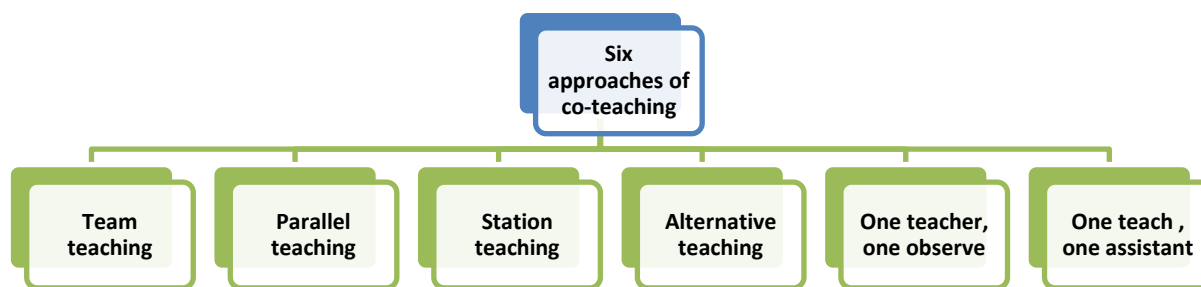 Six
approaches of
co-teaching
Team
teaching
Parallel
teaching
Station
teaching
Alternative
teaching
One teacher,
one observe
One teach ,
one assistant